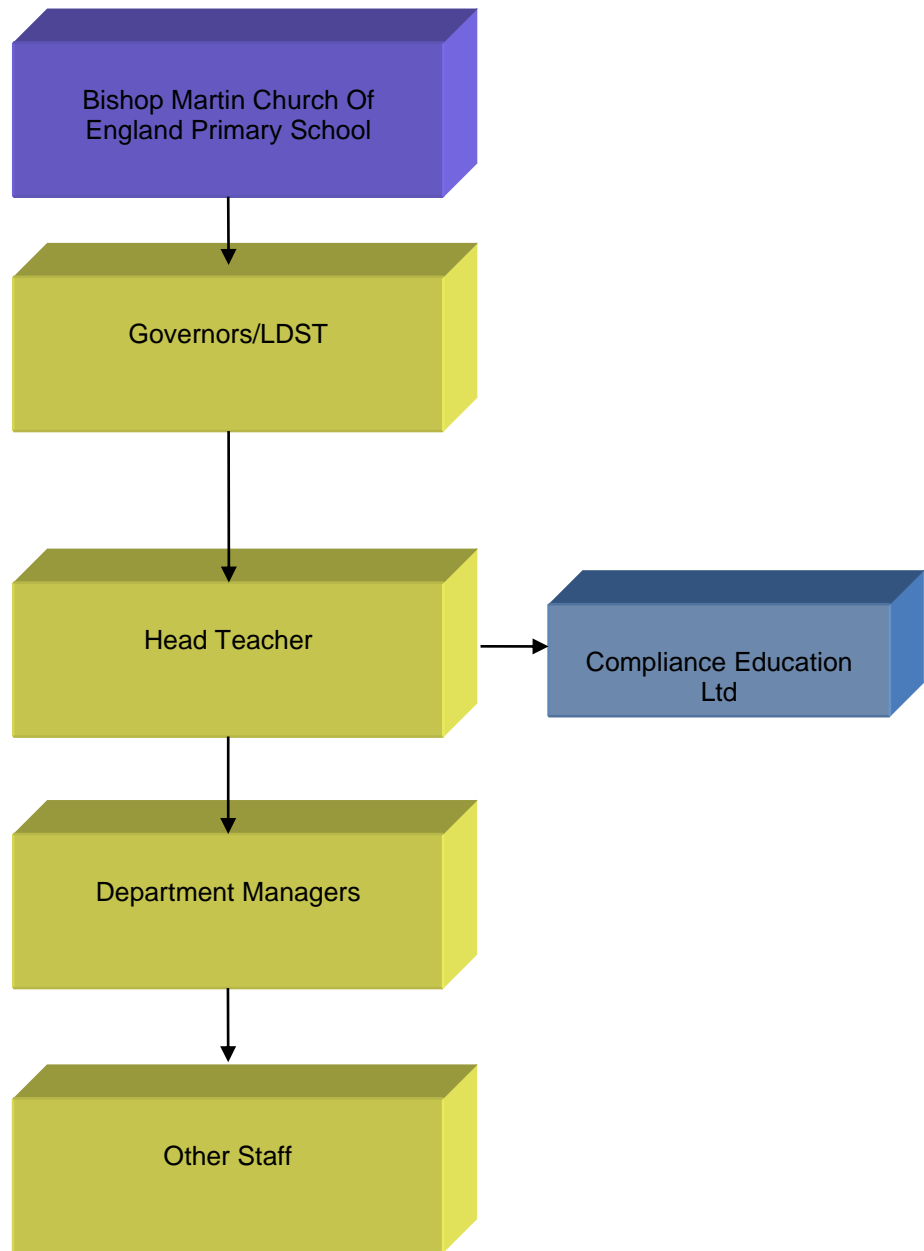 Bishop Martin Church Of
England Primary School
Governors/LDST
Head Teacher
Compliance Education
Ltd
Department Managers
Other Staff